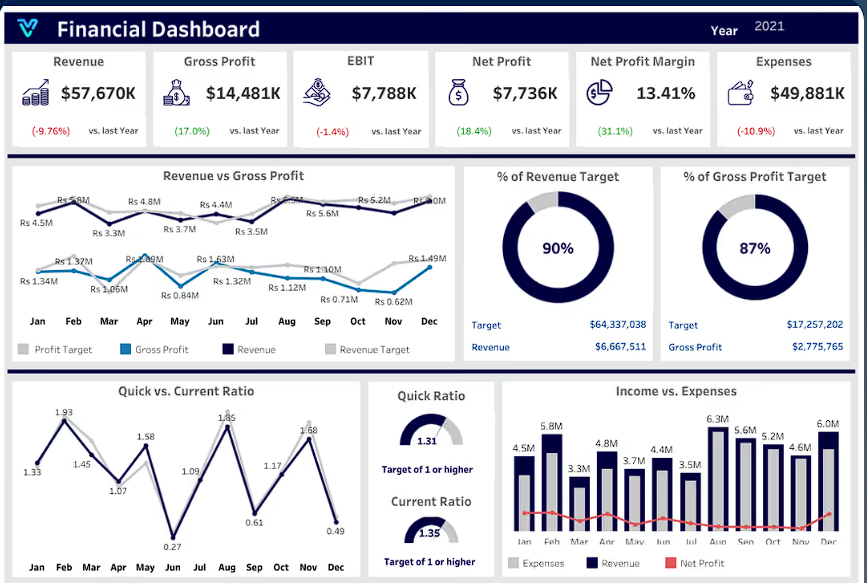 Financial Dashboard
Year 2021
Revenue
$57,670K
(-9.76%) vs. last Year
Gross Profit
$14,481K
(17.0%) vs. last Year
EBIT
$7,788K
(-1.4%) vs. last Year
Net Profit
$7,736K
(18.4%) vs. last Year
Net Profit Margin
13.41%
(31.1%) vs. last Year
Expenses
$49,881K
(-10.9%) vs. last Year
Revenue vs Gross Profit
Rs 4.5M
Rs 3.3M
Rs 4.8M
Rs 3.7M
Rs 4.4M
Rs 3.5M
Rs 5.6M
Rs 5.2M
Rs 1.34M
Rs 1.37M
Rs 1.06M
Rs 0.84M
Rs 1.63M
Rs 1.32M
Rs 1.12M
Rs 1.10M
Rs 0.71M
Rs 0.62M
Rs 1.49M
Jan Feb Mar Apr May Jun Jul Aug Sep Oct Nov Dec
Profit Target Gross Profit Revenue Revenue Target
% of Revenue Target
90%
Target $64,337,038
Revenue $6,667,511
% of Gross Profit Target
87%
Target $17,257,202
Gross Profit $2,775,765
Quick vs. Current Ratio
1.33
1.93
1.45
1.07
1.58
0.27
1.09
1.85
0.61
1.17
1.68
0.49
Jan Feb Mar Apr May Jun Jul Aug Sep Oct Nov Dec
Quick Ratio
1.31
Target of 1 or higher
Current Ratio
1.35
Target of 1 or higher
Income vs. Expenses
4.5M 5.8M 3.3M 4.8M 3.7M 4.4M 3.5M 6.3M 5.6M 5.2M 4.6M 6.0M
Jan Feb Mar Apr May Jun Jul Aug Sep Oct Nov Dec
Expenses Revenue Net Profit